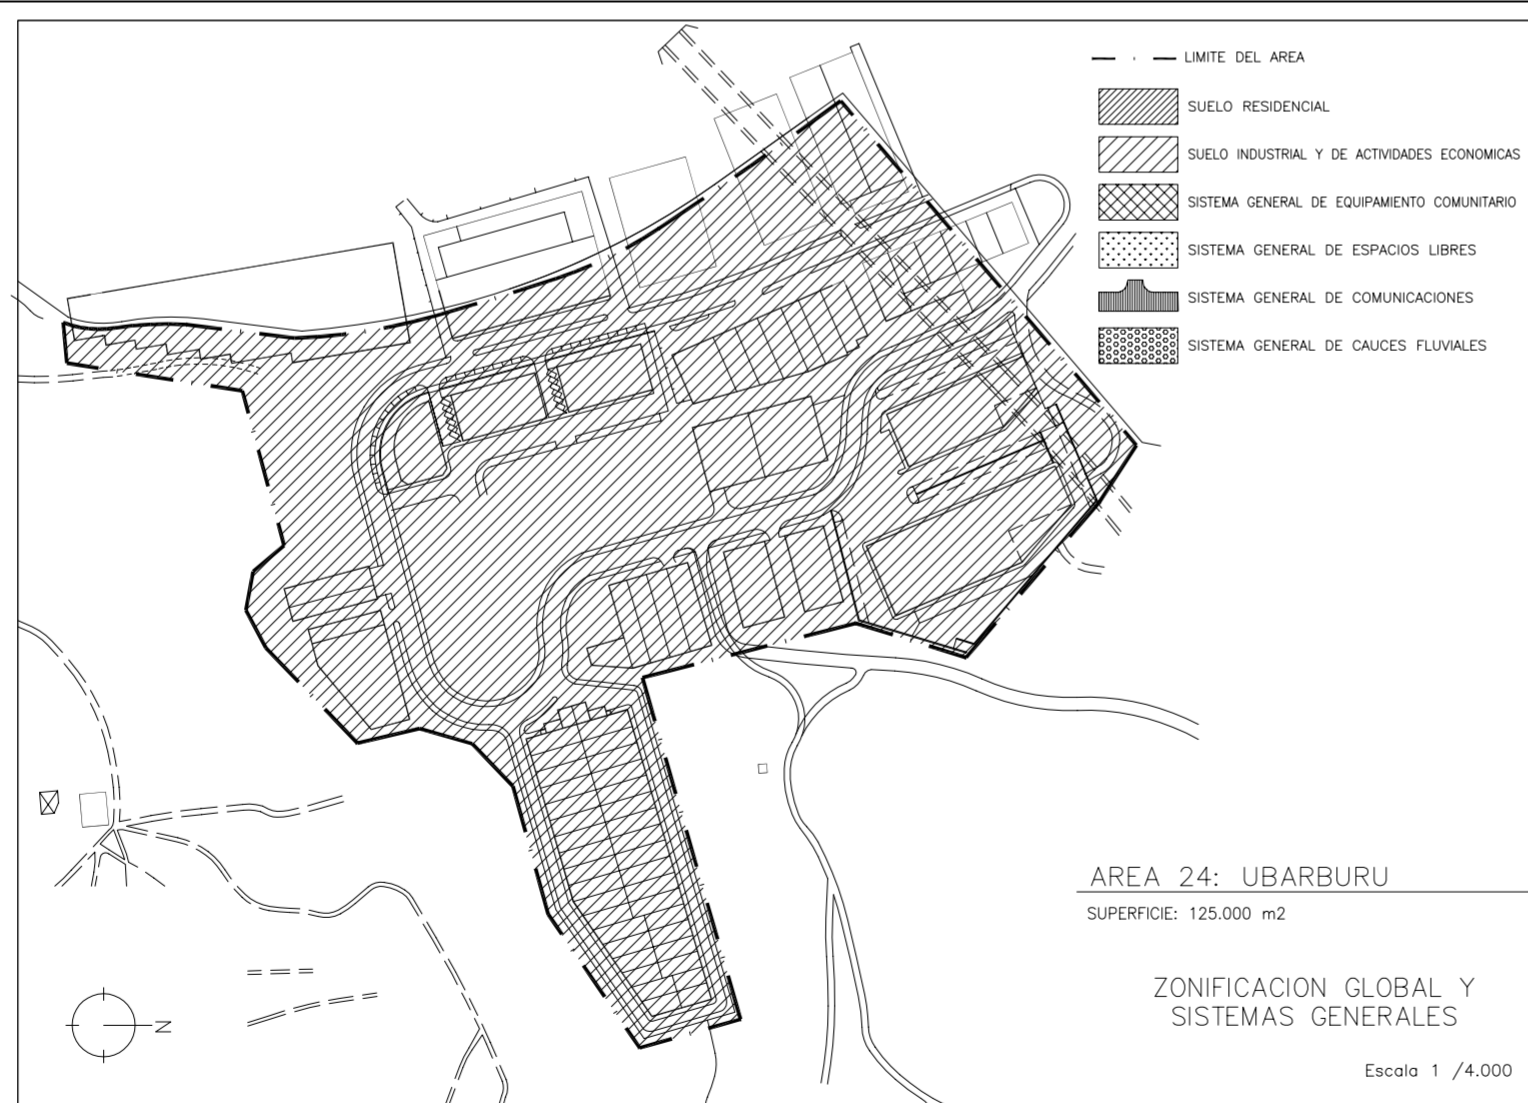 LIMITE DEL AREA
SUELO RESIDENCIAL
SUELO INDUSTRIAL Y DE ACTIVIDADES ECONOMICAS
SISTEMA GENERAL DE EQUIPAMIENTO COMUNITARIO
SISTEMA GENERAL DE ESPACIOS LIBRES
SISTEMA GENERAL DE COMUNICACIONES
SISTEMA GENERAL DE CAUCES FLUVIALES
AREA 24: UBARBURU
SUPERFICIE: 125.000 m2
ZONIFICACION GLOBAL Y
SISTEMAS GENERALES
Escala 1 /4.000
N